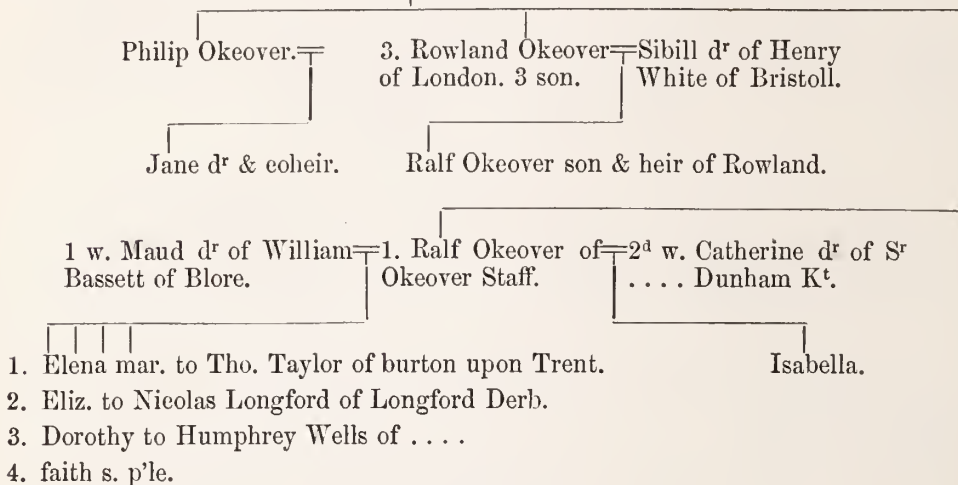 Philip Okeover. 3. Rowland Okeover Sibill dr of Henry
of London. 3 son. White of Bristoll.
Jane dr & coheir. Ralf Okeover son & heir of Rowland.
1 w. Maud dr of William 1. Ralf Okeover of 2d w. Catherine dr of Sr
Bassett of Blore. Okeover Staff. .... Dunham Kt.
1. Elena mar. to Tho. Taylor of burton upon Trent. Isabella.
2. Eliz. to Nicolas Longford of Longford Derb.
3. Dorothy to Humphrey Wells of ....
4. faith s. p'le.